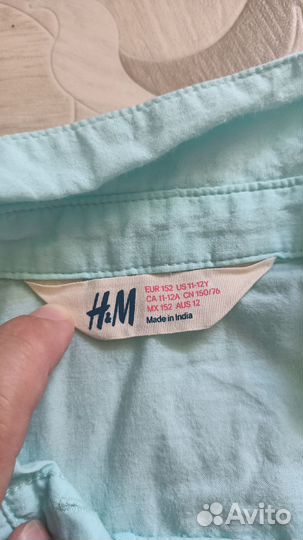 H&M
EUR 152 US 11-12Y
CA 11-12A CN 150/76
MX 152 AUS 12
Made in India
Avito